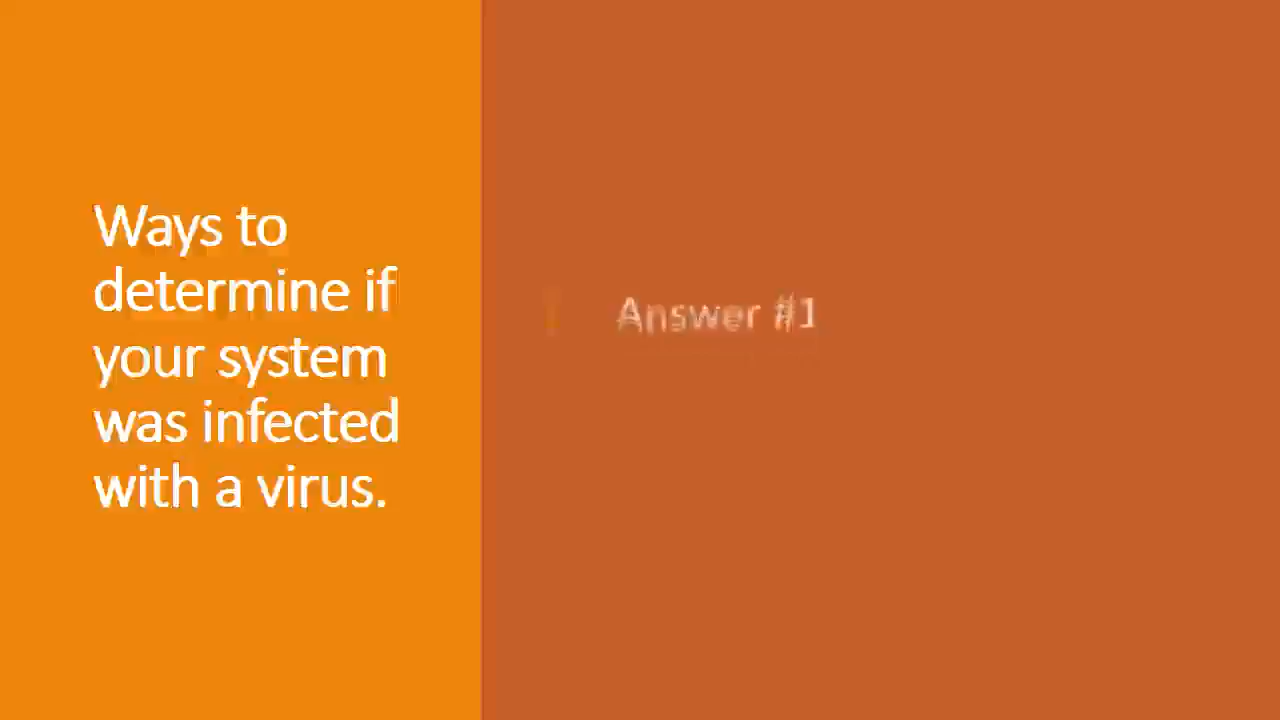 Ways to
determine if
your system
was infected
with a virus.
Answer #1